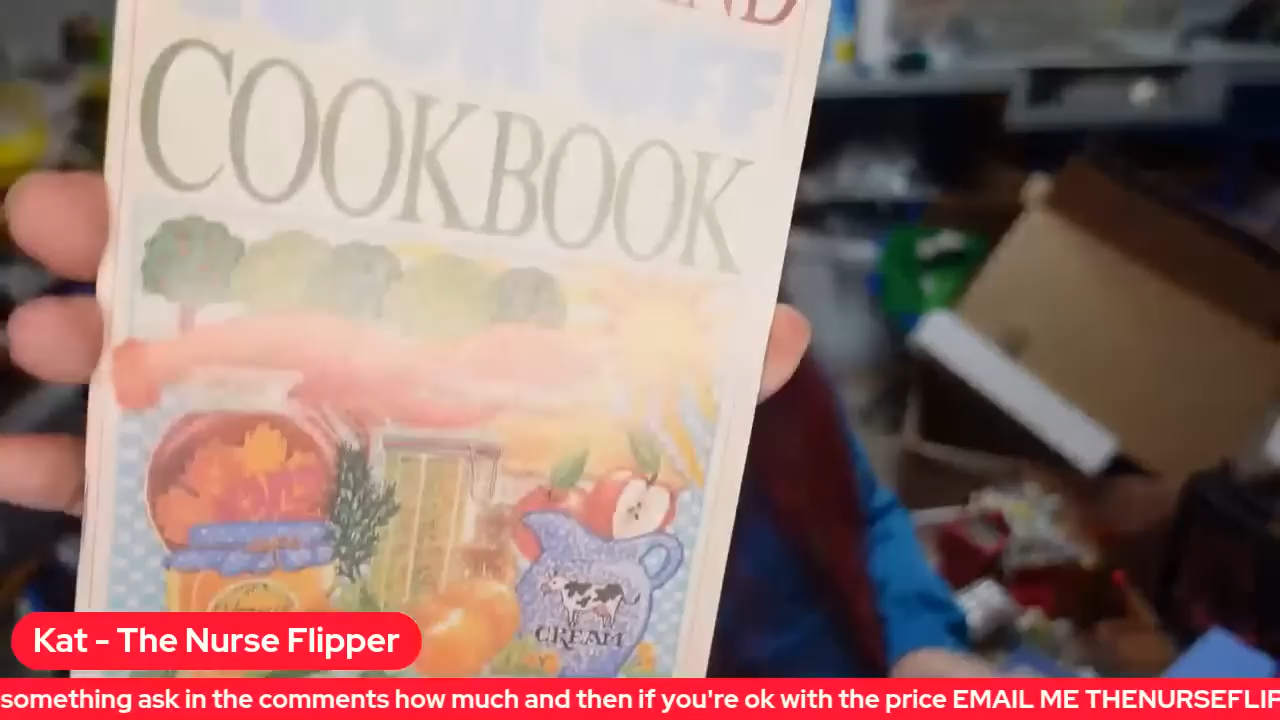 COOKBOOK
CREAM
Kat - The Nurse Flipper
something ask in the comments how much and then if you're ok with the price EMAIL ME THENURSEFLIP